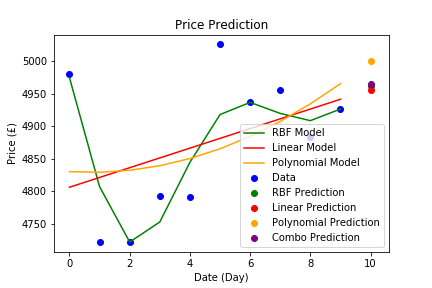 Price Prediction
5000
4950
4900
4850
4800
4750
Price (£)
RBF Model
Linear Model
Polynomial Model
Data
RBF Prediction
Linear Prediction
Polynomial Prediction
Combo Prediction
0 2 4 6 8 10
Date (Day)